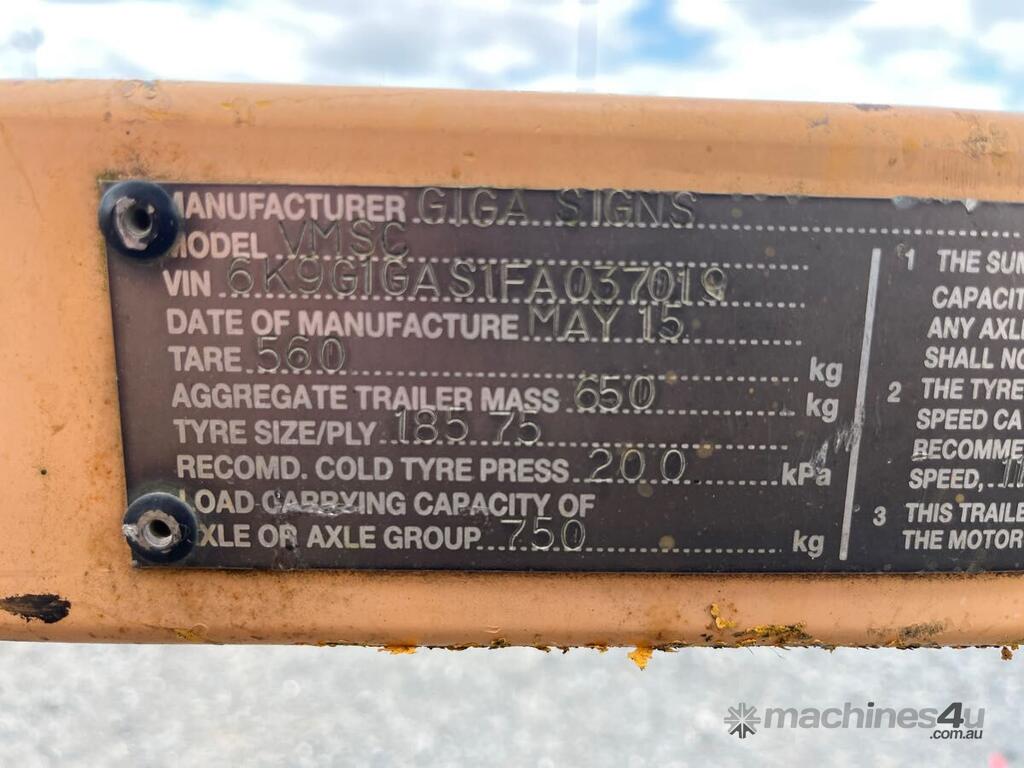 MANUFACTURER GIGA SIGNS
MODEL VMSC
VIN 6K9G1GAS1FA037019
DATE OF MANUFACTURE MAY 15
TARE 560 kg
AGGREGATE TRAILER MASS 650 kg
TYRE SIZE/PLY 185 75
RECOMD. COLD TYRE PRESS 200 kPa
LOAD CARRYING CAPACITY OF
AXLE OR AXLE GROUP 750 kg
1 THE SUM
CAPACIT
ANY AXLE
SHALL NO
2 THE TYRE
SPEED CA
RECOMME
SPEED,
3 THIS TRAILE
THE MOTOR
machines4u
.com.au